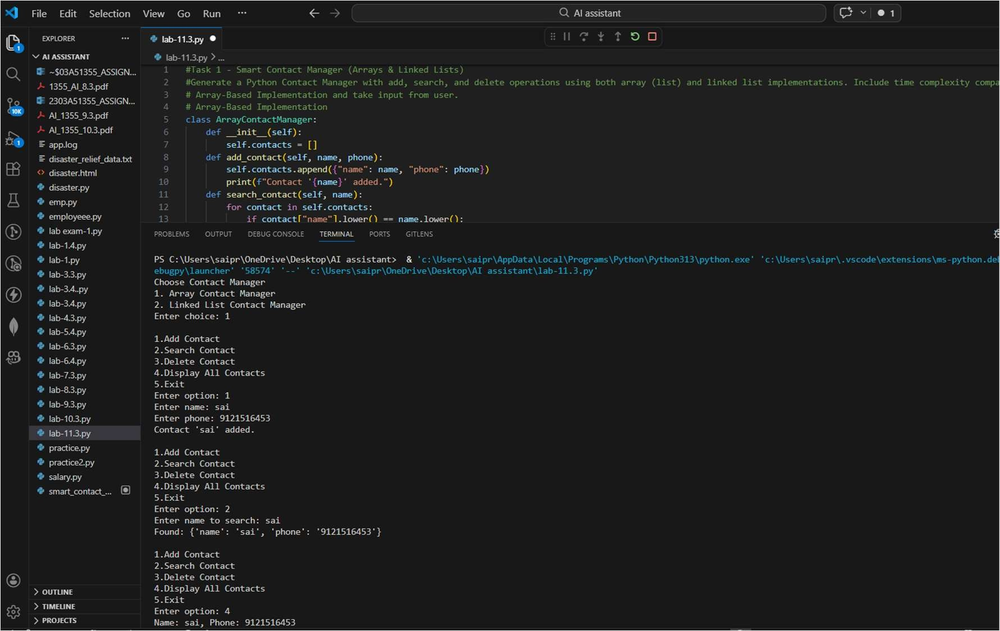 File Edit Selection View Go Run ···
AI assistant
1
EXPLORER ···
AI ASSISTANT
~$03A51355_ASSIGN...
1355_AI_8.3.pdf
2303A51355_ASSIGN...
AI_1355_9.3.pdf
AI_1355_10.3.pdf
app.log
disaster_relief_data.txt
disaster.html
disaster.py
emp.py
employeee.py
lab exam-1.py
lab-1.4.py
lab-1.py
lab-3.3.py
lab-3.4..py
lab-3.4.py
lab-4.3.py
lab-5.4.py
lab-6.3.py
lab-6.4.py
lab-7.3.py
lab-8.3.py
lab-9.3.py
lab-10.3.py
lab-11.3.py
practice.py
practice2.py
salary.py
smart_contact_...
OUTLINE
TIMELINE
PROJECTS
1
10K
1
lab-11.3.py
lab-11.3.py > ...
1 #Task 1 - Smart Contact Manager (Arrays & Linked Lists)
2 #Generate a Python Contact Manager with add, search, and delete operations using both array (list) and linked list implementations. Include time complexity compa
3 # Array-Based Implementation and take input from user.
4 # Array-Based Implementation
5 class ArrayContactManager:
6 def __init__(self):
7 self.contacts = []
8 def add_contact(self, name, phone):
9 self.contacts.append({"name": name, "phone": phone})
10 print(f"Contact '{name}' added.")
11 def search_contact(self, name):
12 for contact in self.contacts:
13 if contact["name"].lower() == name.lower():
PROBLEMS OUTPUT DEBUG CONSOLE TERMINAL PORTS GITLENS
PS C:\Users\saipr\OneDrive\Desktop\AI assistant> & 'c:\Users\saipr\AppData\Local\Programs\Python\Python313\python.exe' 'c:\Users\saipr\.vscode\extensions\ms-python.deb
ebugpy\launcher' '58574' '--' 'c:\Users\saipr\OneDrive\Desktop\AI assistant\lab-11.3.py'
Choose Contact Manager
1. Array Contact Manager
2. Linked List Contact Manager
Enter choice: 1
1.Add Contact
2.Search Contact
3.Delete Contact
4.Display All Contacts
5.Exit
Enter option: 1
Enter name: sai
Enter phone: 9121516453
Contact 'sai' added.
1.Add Contact
2.Search Contact
3.Delete Contact
4.Display All Contacts
5.Exit
Enter option: 2
Enter name to search: sai
Found: {'name': 'sai', 'phone': '9121516453'}
1.Add Contact
2.Search Contact
3.Delete Contact
4.Display All Contacts
5.Exit
Enter option: 4
Name: sai, Phone: 9121516453